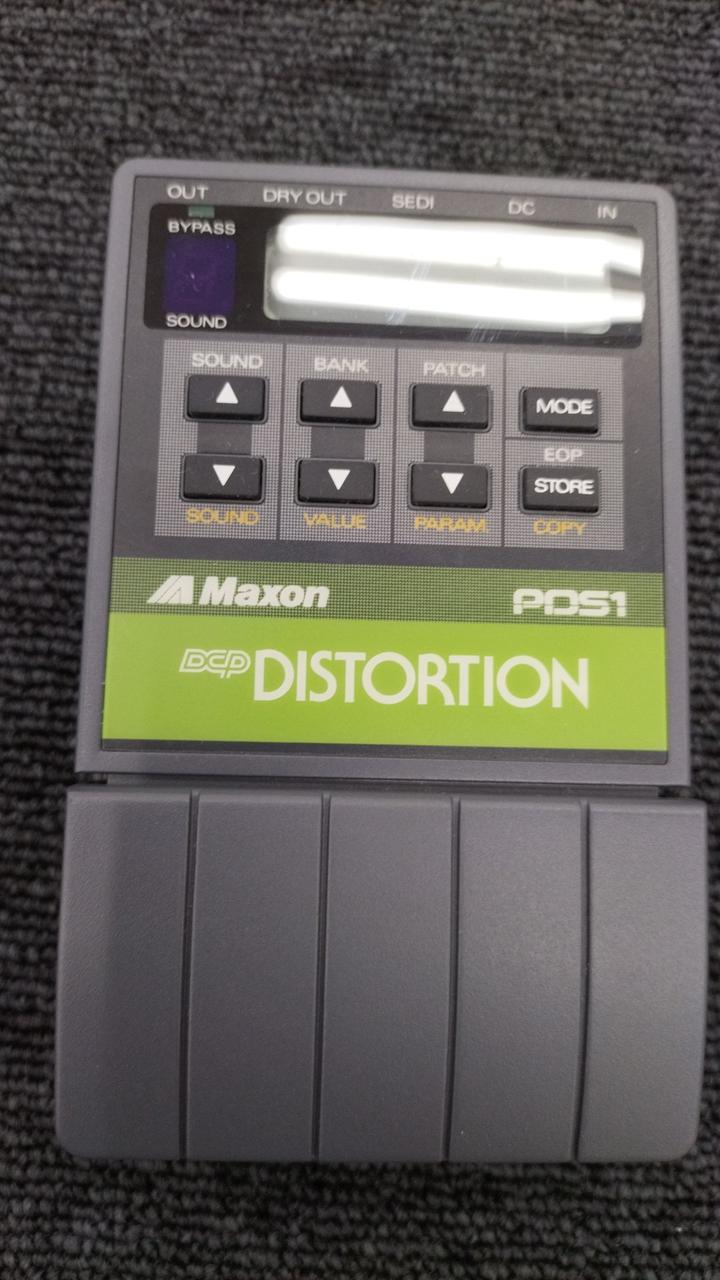 OUT DRY OUT SEDI DC IN
BYPASS
SOUND
SOUND BANK PATCH
MODE
EOP
STORE
SOUND VALUE PARAM COPY
Maxon PDS1
DCP DISTORTION